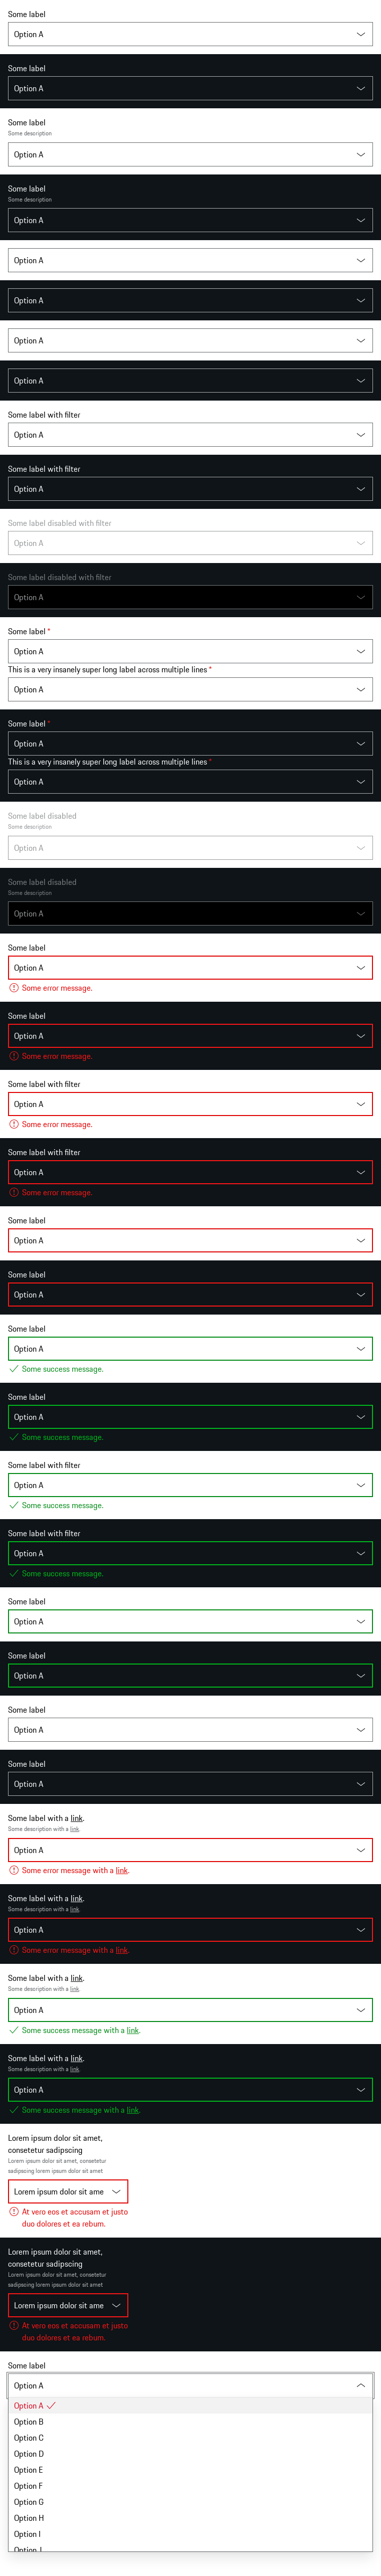 Some label
Option A
Some label
Option A
Some label
Some description
Option A
Some label
Some description
Option A
Option A
Option A
Option A
Option A
Some label with filter
Option A
Some label with filter
Option A
Some label disabled with filter
Option A
Some label disabled with filter
Option A
Some label *
Option A
This is a very insanely super long label across multiple lines *
Option A
Some label *
Option A
This is a very insanely super long label across multiple lines *
Option A
Some label disabled
Some description
Option A
Some label disabled
Some description
Option A
Some label
Option A
Some error message.
Some label
Option A
Some error message.
Some label with filter
Option A
Some error message.
Some label with filter
Option A
Some error message.
Some label
Option A
Some label
Option A
Some label
Option A
Some success message.
Some label
Option A
Some success message.
Some label with filter
Option A
Some success message.
Some label with filter
Option A
Some success message.
Some label
Option A
Some label
Option A
Some label
Option A
Some label
Option A
Some label with a link.
Some description with a link.
Option A
Some error message with a link.
Some label with a link.
Some description with a link.
Option A
Some error message with a link.
Some label with a link.
Some description with a link.
Option A
Some success message with a link.
Some label with a link.
Some description with a link.
Option A
Some success message with a link.
Lorem ipsum dolor sit amet,
consetetur sadipscing
Lorem ipsum dolor sit amet, consetetur
sadipscing lorem ipsum dolor sit amet
Lorem ipsum dolor sit ame
At vero eos et accusam et justo
duo dolores et ea rebum.
Lorem ipsum dolor sit amet,
consetetur sadipscing
Lorem ipsum dolor sit amet, consetetur
sadipscing lorem ipsum dolor sit amet
Lorem ipsum dolor sit ame
At vero eos et accusam et justo
duo dolores et ea rebum.
Some label
Option A
Option A
Option B
Option C
Option D
Option E
Option F
Option G
Option H
Option I
Option J